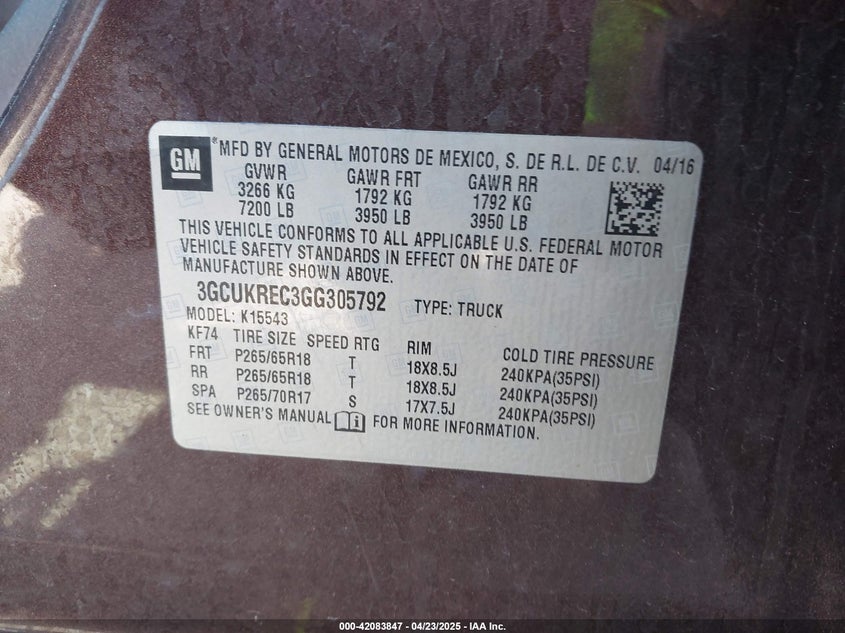 GM
® MFD BY GENERAL MOTORS DE MEXICO, S. DE R.L. DE C.V. 04/16
GVWR GAWR FRT GAWR RR
3266 KG 1792 KG 1792 KG
7200 LB 3950 LB 3950 LB
THIS VEHICLE CONFORMS TO ALL APPLICABLE U.S. FEDERAL MOTOR
VEHICLE SAFETY STANDARDS IN EFFECT ON THE DATE OF
MANUFACTURE SHOWN ABOVE.
3GCUKREC3GG305792 TYPE: TRUCK
MODEL: K15543
KF74 TIRE SIZE SPEED RTG RIM COLD TIRE PRESSURE
FRT P265/65R18 T 18X8.5J 240KPA(35PSI)
RR P265/65R18 T 18X8.5J 240KPA(35PSI)
SPA P265/70R17 S 17X7.5J 240KPA(35PSI)
SEE OWNER'S MANUAL FOR MORE INFORMATION.
000-42083847 - 04/23/2025 - IAA Inc.